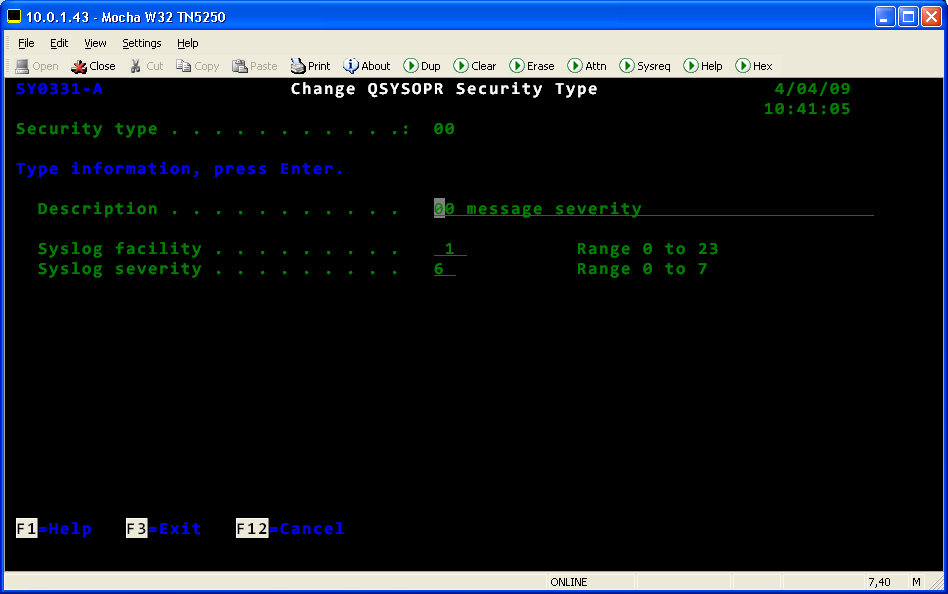 10.0.1.43 - Mocha W32 TN5250
File Edit View Settings Help
Open Close Cut Copy Paste Print About Dup Clear Erase Attn Sysreq Help Hex
SY0331-A Change QSYSOPR Security Type 4/04/09
10:41:05
Security type . . . . . . . . . . .: 00
Type information, press Enter.
Description . . . . . . . . . . . 00 message severity
Syslog facility . . . . . . . . . 1 Range 0 to 23
Syslog severity . . . . . . . . . 6 Range 0 to 7
F1=Help F3=Exit F12=Cancel
ONLINE 7,40 M